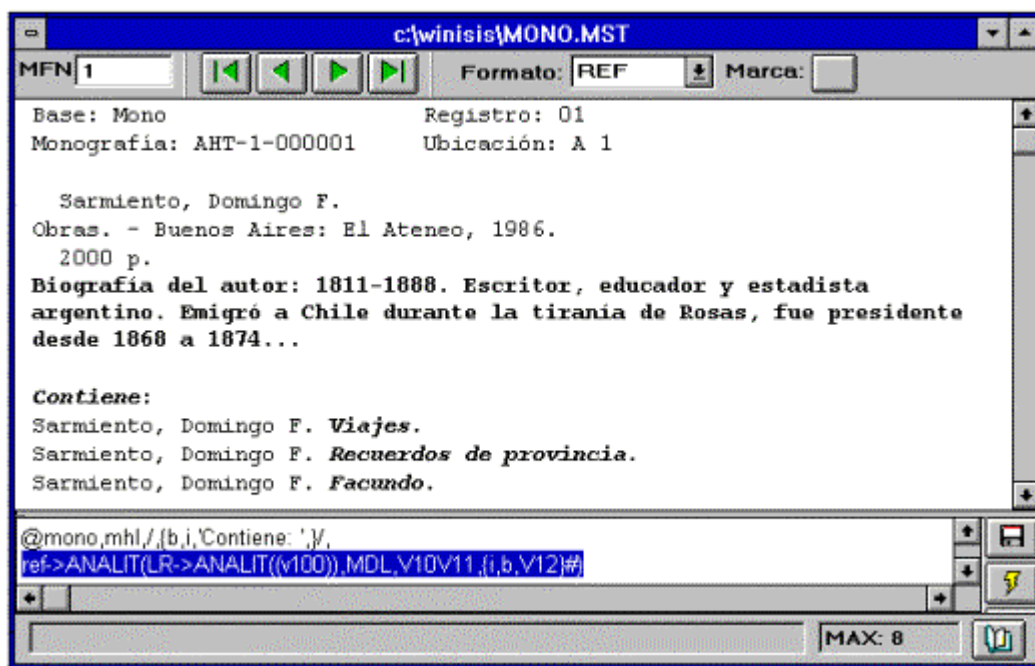 c:\winisis\MONO.MST
MFN 1 Formato: REF Marca:
Base: Mono Registro: 01
Monografía: AHT-1-000001 Ubicación: A 1
Sarmiento, Domingo F.
Obras. - Buenos Aires: El Ateneo, 1986.
2000 p.
Biografía del autor: 1811-1888. Escritor, educador y estadista
argentino. Emigró a Chile durante la tiranía de Rosas, fue presidente
desde 1868 a 1874...
Contiene:
Sarmiento, Domingo F. Viajes.
Sarmiento, Domingo F. Recuerdos de provincia.
Sarmiento, Domingo F. Facundo.
@mono,mhl,/,{b,i,'Contiene: ',}/,
ref->ANALIT(LR->ANALIT((v100)),MDL,V10V11,{i,b,V12}#)
MAX: 8